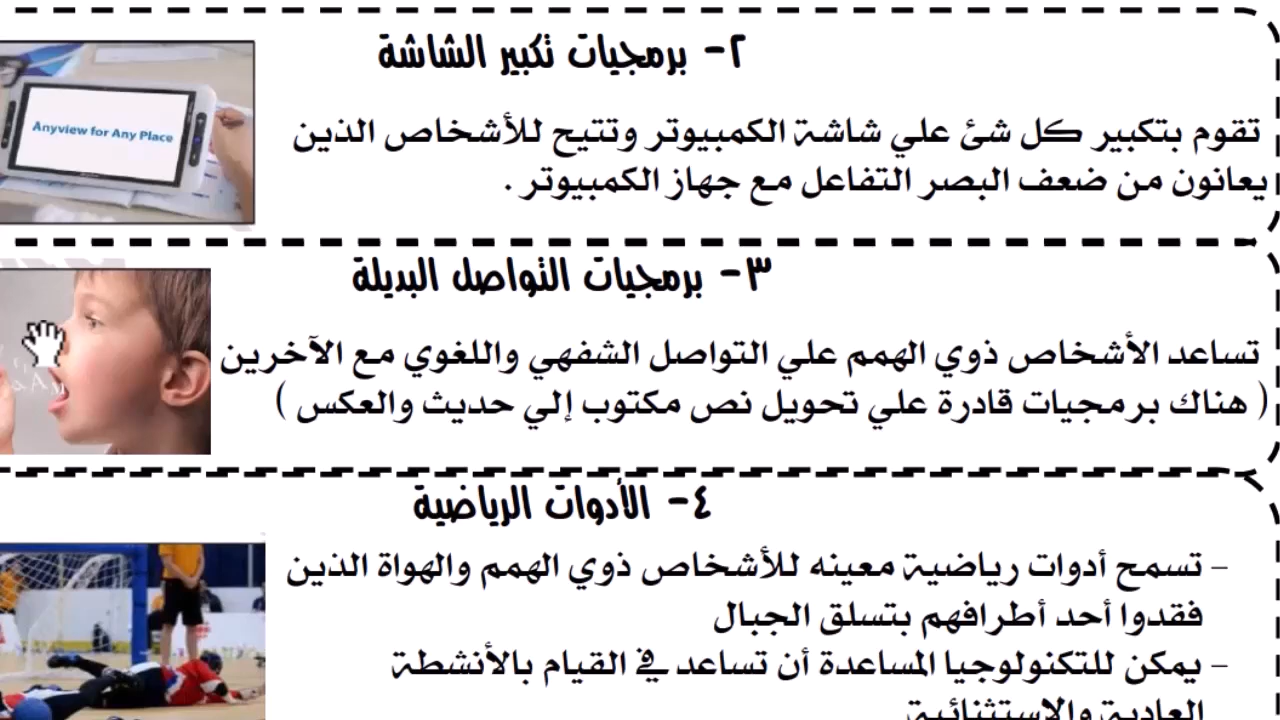 ٢- برمجيات تكبير الشاشة
Anyview for Any Place
تقوم بتكبير كل شئ علي شاشة الكمبيوتر وتتيح للأشخاص الذين
يعانون من ضعف البصر التفاعل مع جهاز الكمبيوتر .
٣- برمجيات التواصل البديلة
تساعد الأشخاص ذوي الهمم علي التواصل الشفهي واللغوي مع الآخرين
( هناك برمجيات قادرة علي تحويل نص مكتوب إلي حديث والعكس )
٤- الأدوات الرياضية
– تسمح أدوات رياضية معينه للأشخاص ذوي الهمم والهواة الذين
فقدوا أحد أطرافهم بتسلق الجبال
– يمكن للتكنولوجيا المساعدة أن تساعد في القيام بالأنشطة
العادية والاستثنائية